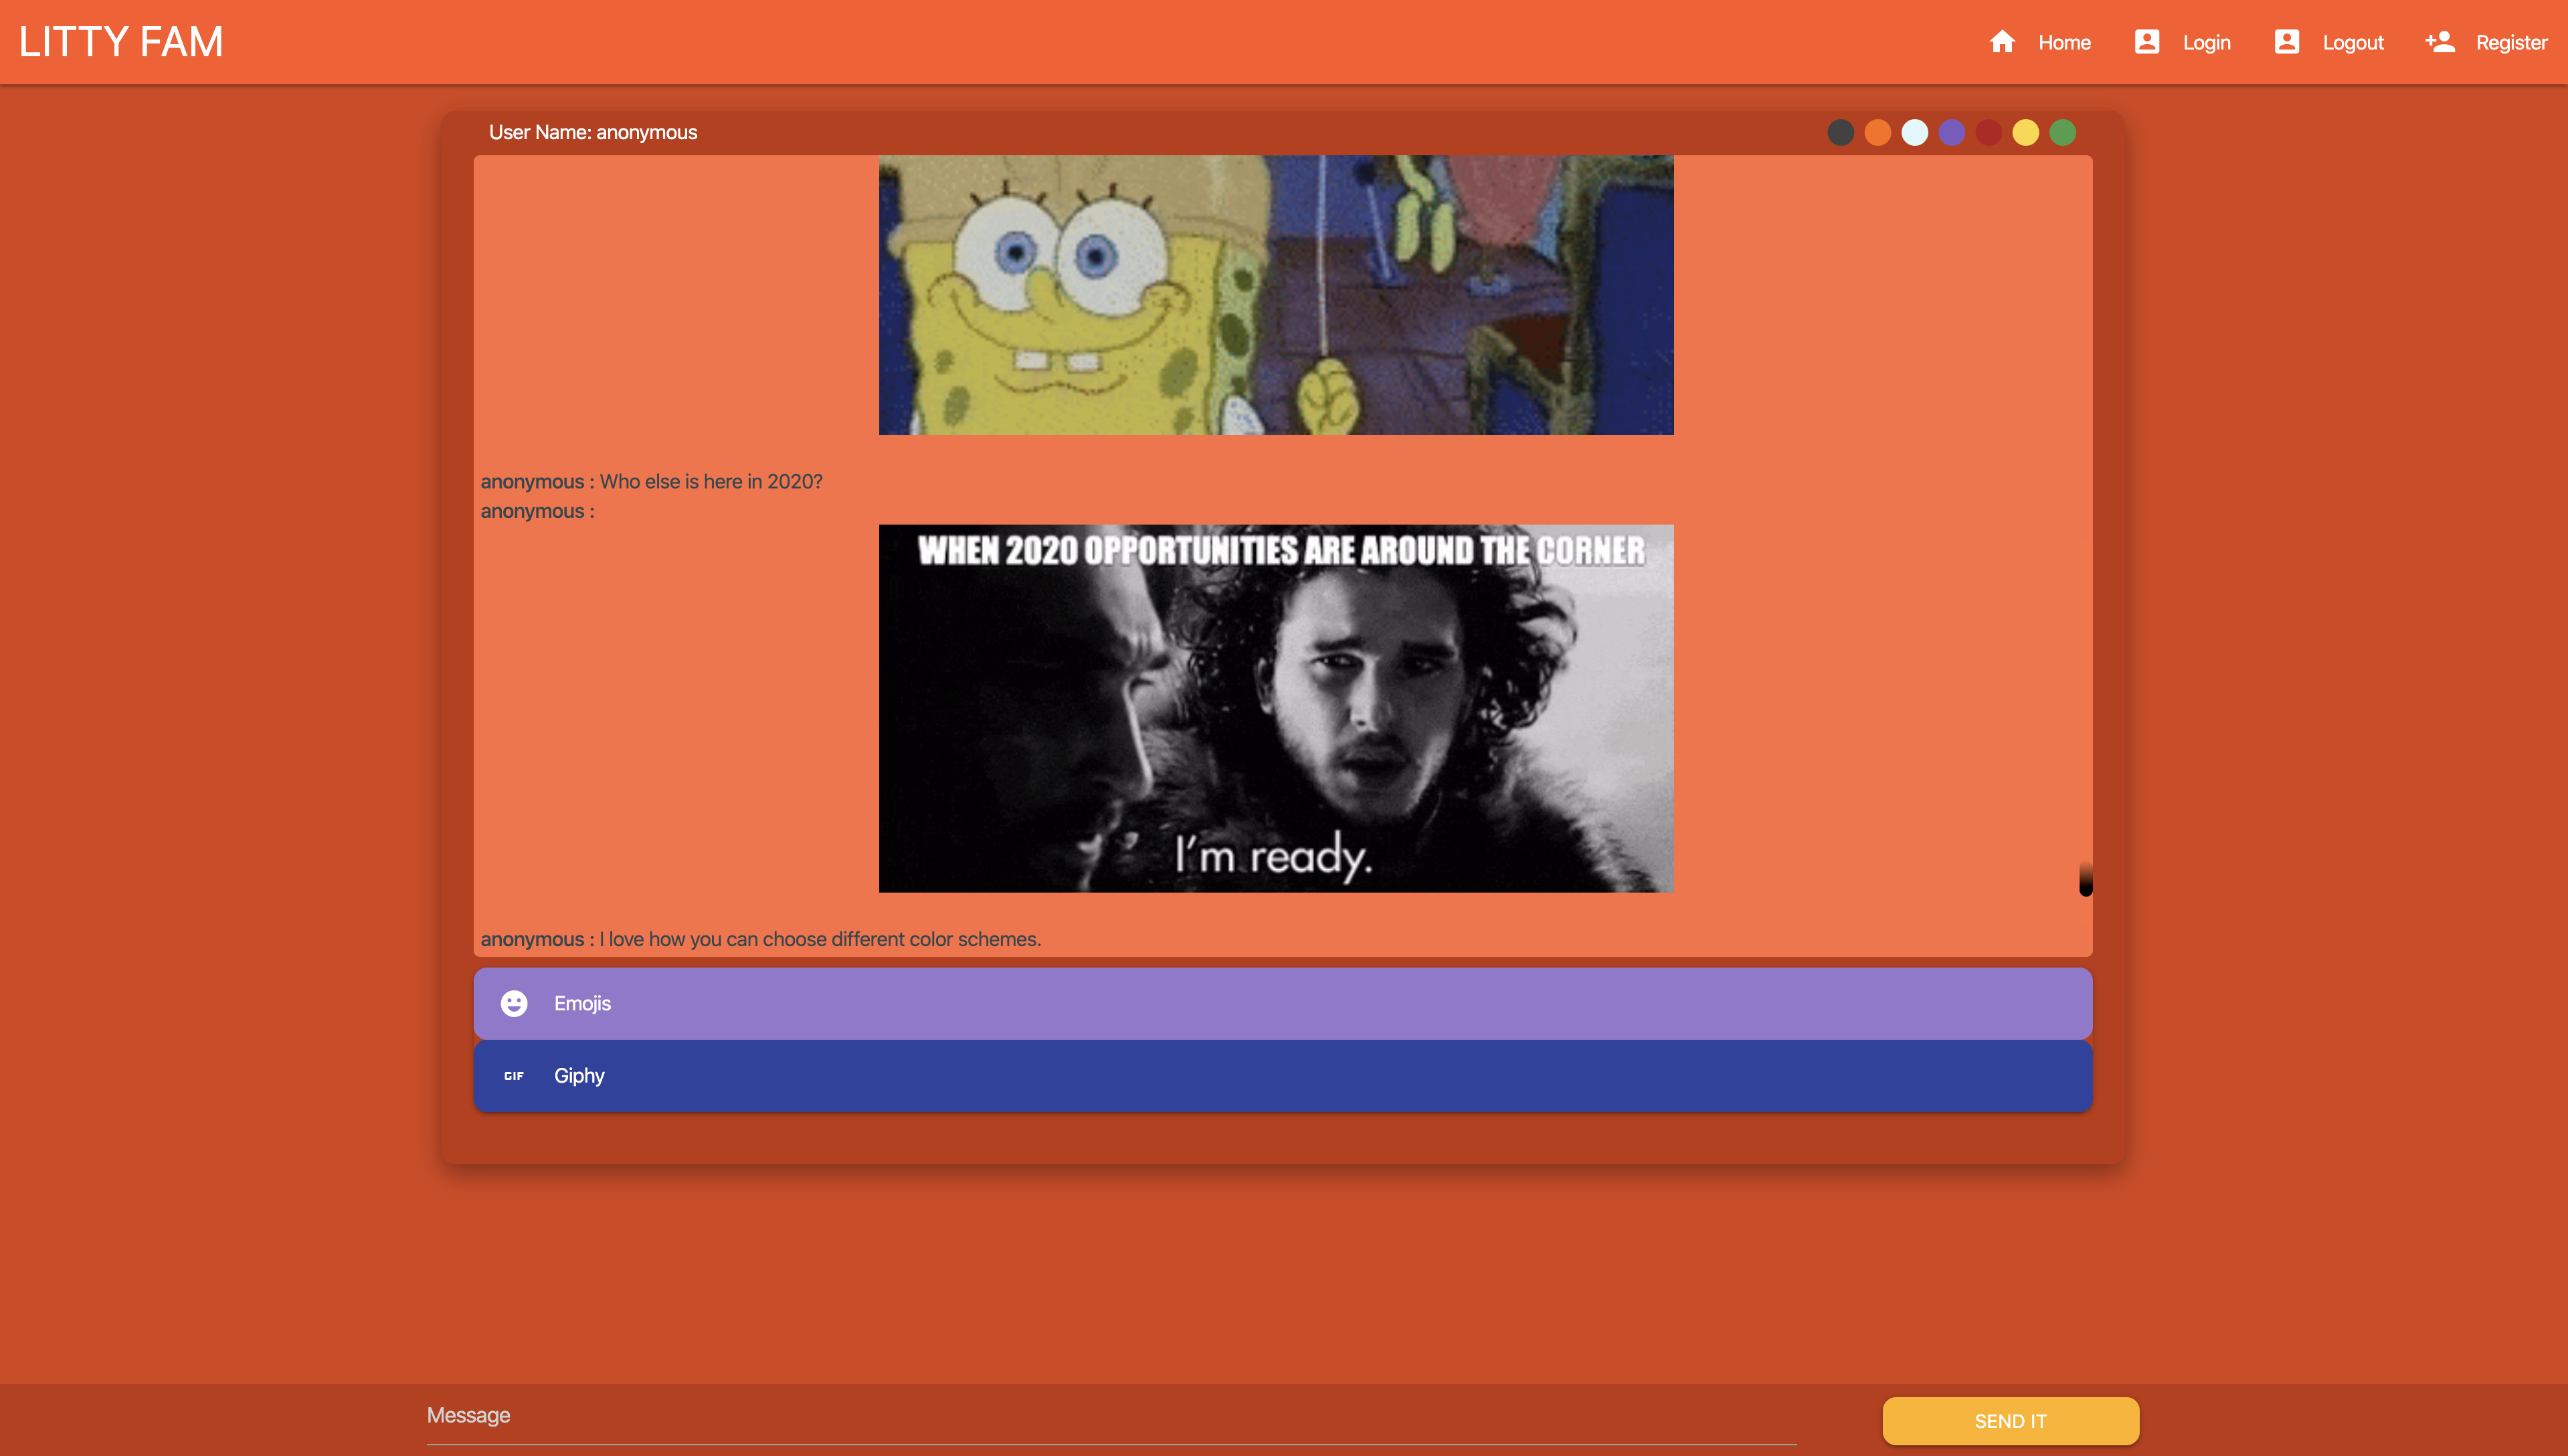 LITTY FAM
Home Login Logout Register
User Name: anonymous
anonymous : Who else is here in 2020?
anonymous :
WHEN 2020 OPPORTUNITIES ARE AROUND THE CORNER
I'm ready.
anonymous : I love how you can choose different color schemes.
Emojis
GIF Giphy
Message
SEND IT